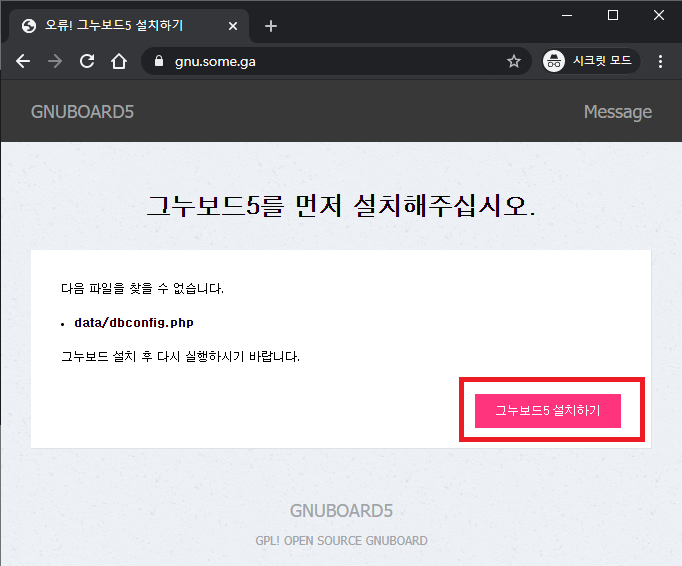 오류! 그누보드5 설치하기
gnu.some.ga
시크릿 모드
GNUBOARD5
Message
그누보드5를 먼저 설치해주십시오.
다음 파일을 찾을 수 없습니다.
• data/dbconfig.php
그누보드 설치 후 다시 실행하시기 바랍니다.
그누보드5 설치하기
GNUBOARD5
GPL! OPEN SOURCE GNUBOARD